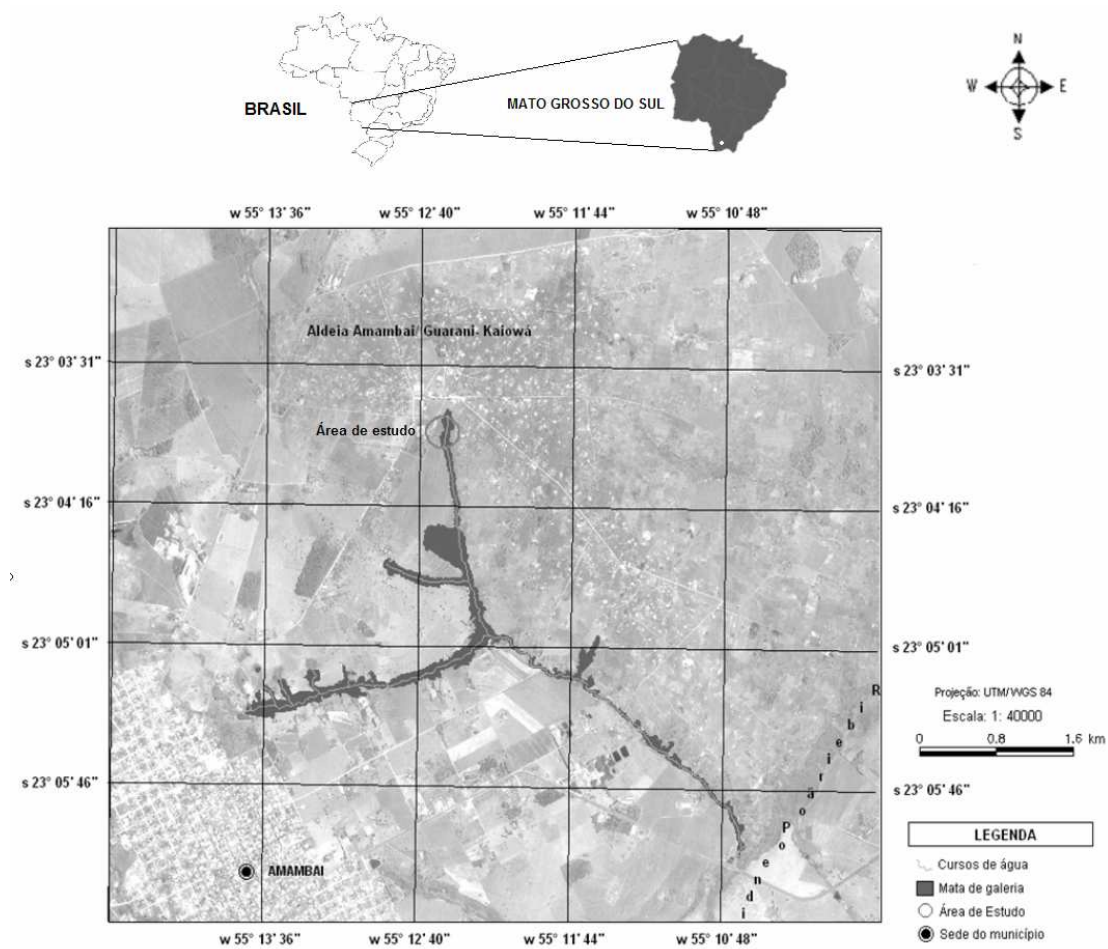 BRASIL
MATO GROSSO DO SUL
N
W E
S
w 55° 13' 36" w 55° 12' 40" w 55° 11' 44" w 55° 10' 48"
Aldeia Amambai/ Guarani- Kaiowá
s 23° 03' 31" s 23° 03' 31"
Área de estudo
s 23° 04' 16" s 23° 04' 16"
s 23° 05' 01" s 23° 05' 01"
Ribeirão Popendi
Projeção: UTM/WGS 84
Escala: 1: 40000
0 0.8 1.6 km
s 23° 05' 46" s 23° 05' 46"
AMAMBAI
LEGENDA
Cursos de água
Mata de galeria
Área de Estudo
Sede do município
w 55° 13' 36" w 55° 12' 40" w 55° 11' 44" w 55° 10' 48"